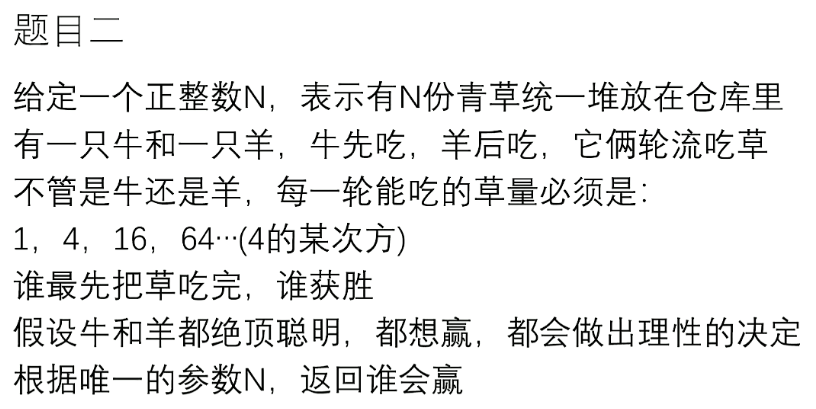 题目二
给定一个正整数N，表示有N份青草统一堆放在仓库里
有一只牛和一只羊，牛先吃，羊后吃，它俩轮流吃草
不管是牛还是羊，每一轮能吃的草量必须是：
1，4，16，64…(4的某次方)
谁最先把草吃完，谁获胜
假设牛和羊都绝顶聪明，都想赢，都会做出理性的决定
根据唯一的参数N，返回谁会赢